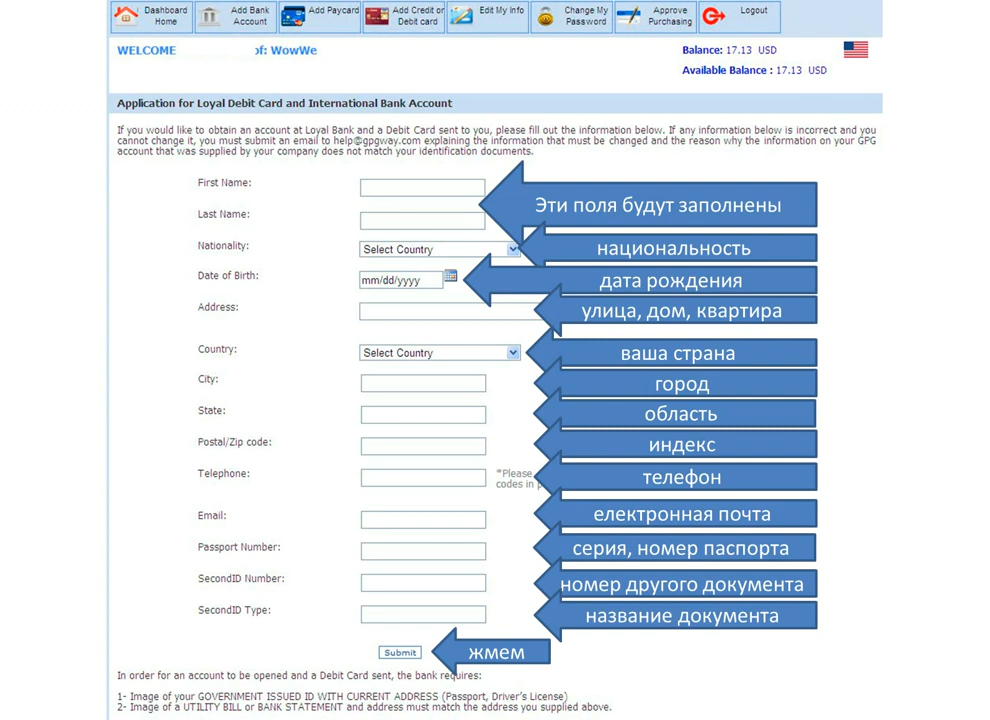 Dashboard Home
Add Bank Account
Add Paycard
Add Credit or Debit card
Edit My Info
Change My Password
Approve Purchasing
Logout
WELCOME of: WowWe
Balance: 17.13 USD
Available Balance : 17.13 USD
Application for Loyal Debit Card and International Bank Account
If you would like to obtain an account at Loyal Bank and a Debit Card sent to you, please fill out the information below. If any information below is incorrect and you
cannot change it, you must submit an email to help@gpgway.com explaining the information that must be changed and the reason why the information on your GPG
account that was supplied by your company does not match your identification documents.
First Name:
Эти поля будут заполнены
Last Name:
Nationality: Select Country национальность
Date of Birth: mm/dd/yyyy дата рождения
Address: улица, дом, квартира
Country: Select Country ваша страна
City: город
State: область
Postal/Zip code: индекс
Telephone: *Please телефон
codes in
Email: електронная почта
Passport Number: серия, номер паспорта
SecondID Number: номер другого документа
SecondID Type: название документа
Submit жмем
In order for an account to be opened and a Debit Card sent, the bank requires:
1- Image of your GOVERNMENT ISSUED ID WITH CURRENT ADDRESS (Passport, Driver's License)
2- Image of a UTILITY BILL or BANK STATEMENT and address must match the address you supplied above.